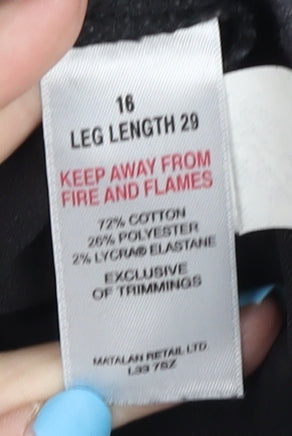 16
LEG LENGTH 29
KEEP AWAY FROM
FIRE AND FLAMES
72% COTTON
26% POLYESTER
2% LYCRA® ELASTANE
EXCLUSIVE
OF TRIMMINGS
MATALAN RETAIL LTD
L33 7SZ